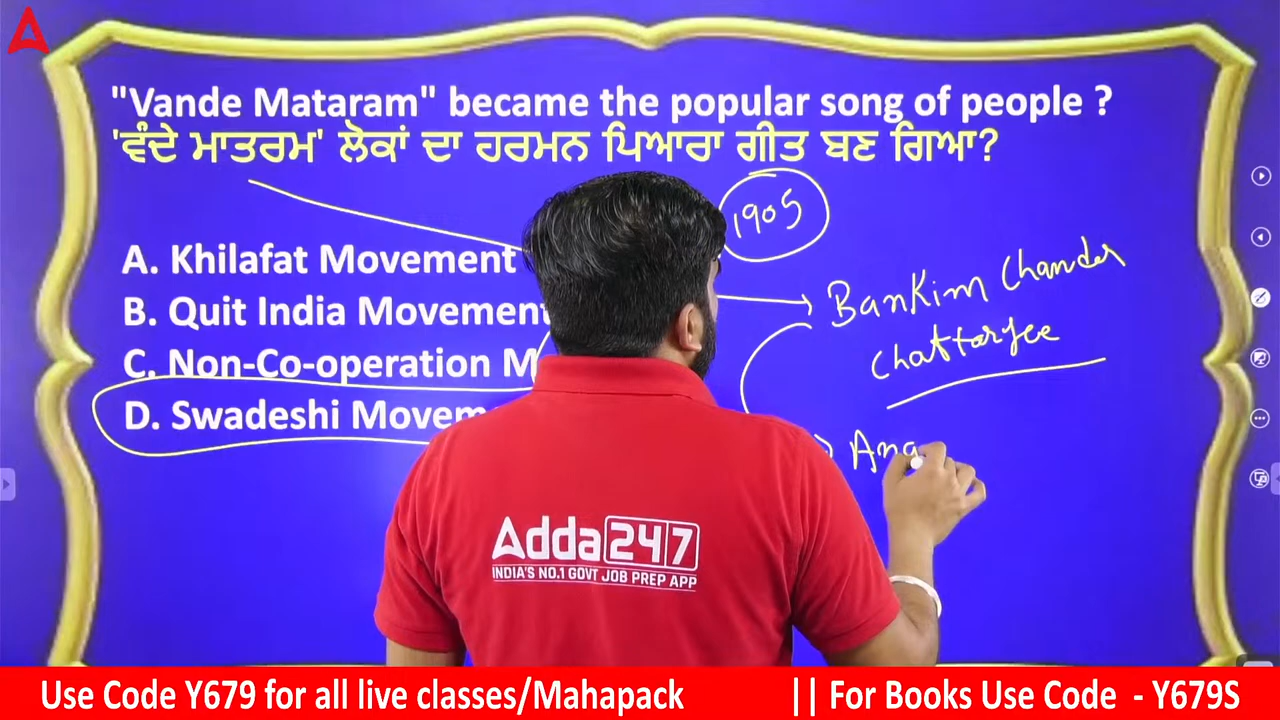 "Vande Mataram" became the popular song of people ?
'ਵੰਦੇ ਮਾਤਰਮ' ਲੋਕਾਂ ਦਾ ਹਰਮਨ ਪਿਆਰਾ ਗੀਤ ਬਣ ਗਿਆ?
1905
A. Khilafat Movement
B. Quit India Movement
C. Non-Co-operation M
D. Swadeshi Movem
BanKim Chander
Chatterjee
Ana
Adda247
INDIA'S NO.1 GOVT JOB PREP APP
Use Code Y679 for all live classes/Mahapack || For Books Use Code - Y679S